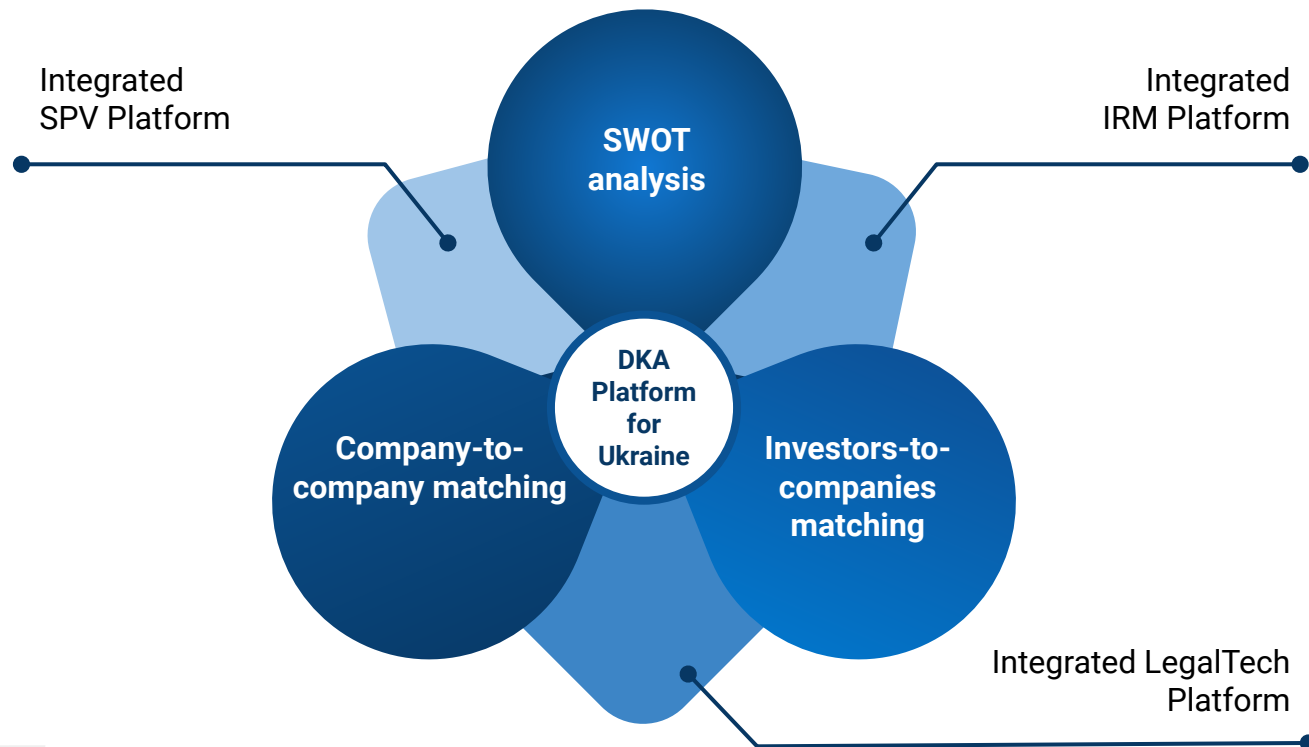 Integrated
SPV Platform
Integrated
IRM Platform
SWOT
analysis
DKA
Platform
for
Ukraine
Company-to-
company matching
Investors-to-
companies
matching
Integrated LegalTech
Platform